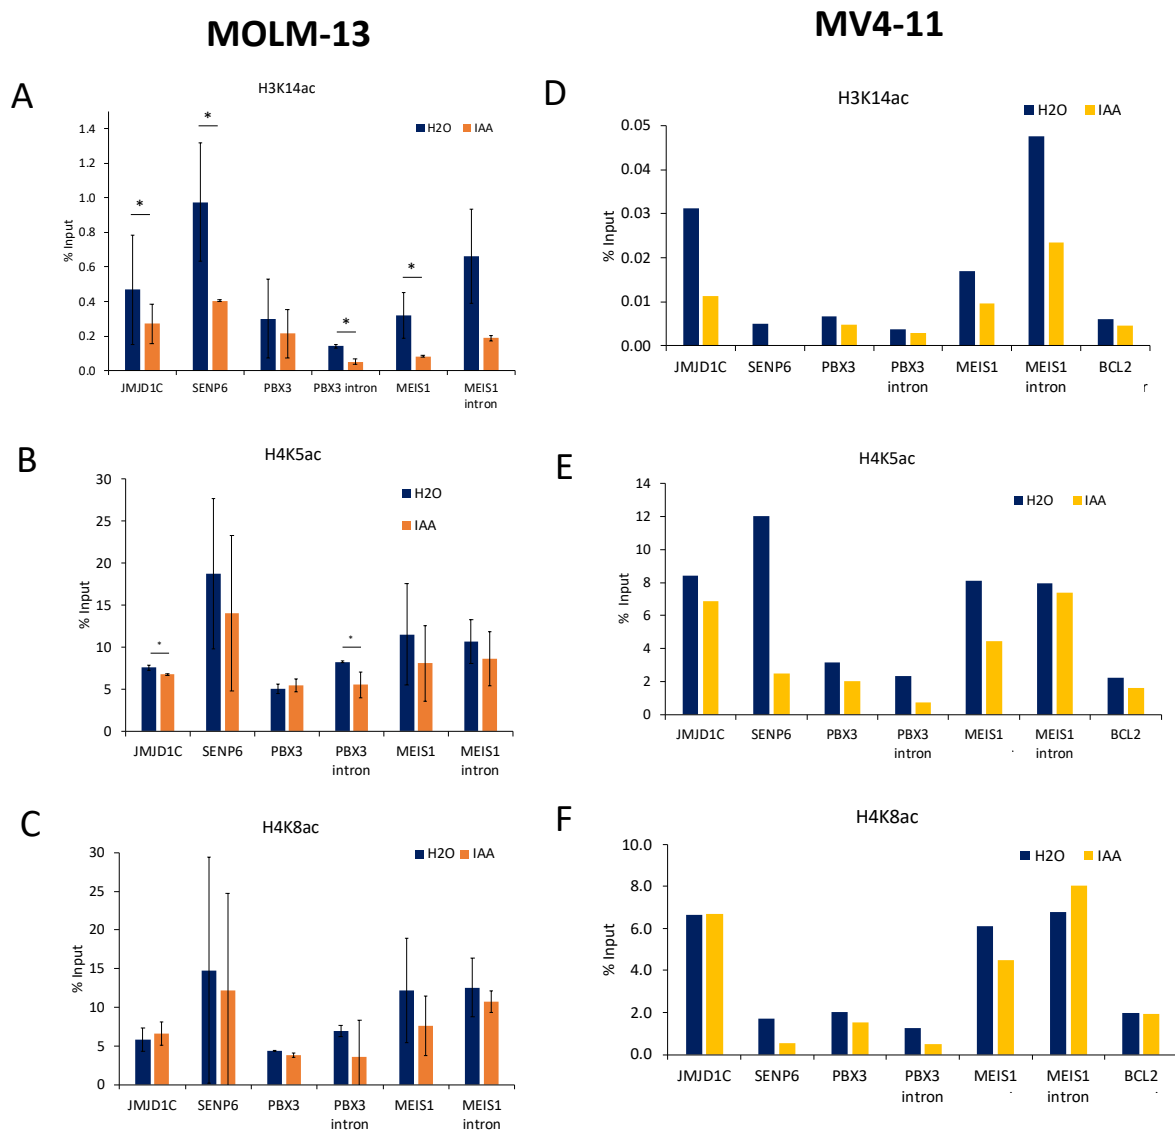 MOLM-13
MV4-11
A
H3K14ac
H2O IAA
% Input
1.4
1.2
1.0
0.8
0.6
0.4
0.2
0.0
*
*
*
*
JMJD1C SENP6 PBX3 PBX3 intron MEIS1 MEIS1
intron
D
H3K14ac
H2O IAA
% Input
0.05
0.04
0.03
0.02
0.01
0.00
JMJD1C SENP6 PBX3 PBX3 MEIS1 MEIS1 BCL2
intron intron
B
H4K5ac
H2O
IAA
% Input
30
25
20
15
10
5
0
*
*
JMJD1C SENP6 PBX3 PBX3 MEIS1 MEIS1
intron intron
E
H4K5ac
H2O IAA
% Input
14
12
10
8
6
4
2
0
JMJD1C SENP6 PBX3 PBX3 MEIS1 MEIS1 BCL2
intron intron
C
H4K8ac
H2O IAA
% Input
30
25
20
15
10
5
0
JMJD1C SENP6 PBX3 PBX3 MEIS1 MEIS1
intron intron
F
H4K8ac
H2O IAA
% Input
10.0
8.0
6.0
4.0
2.0
0.0
JMJD1C SENP6 PBX3 PBX3 MEIS1 MEIS1 BCL2
intron intron